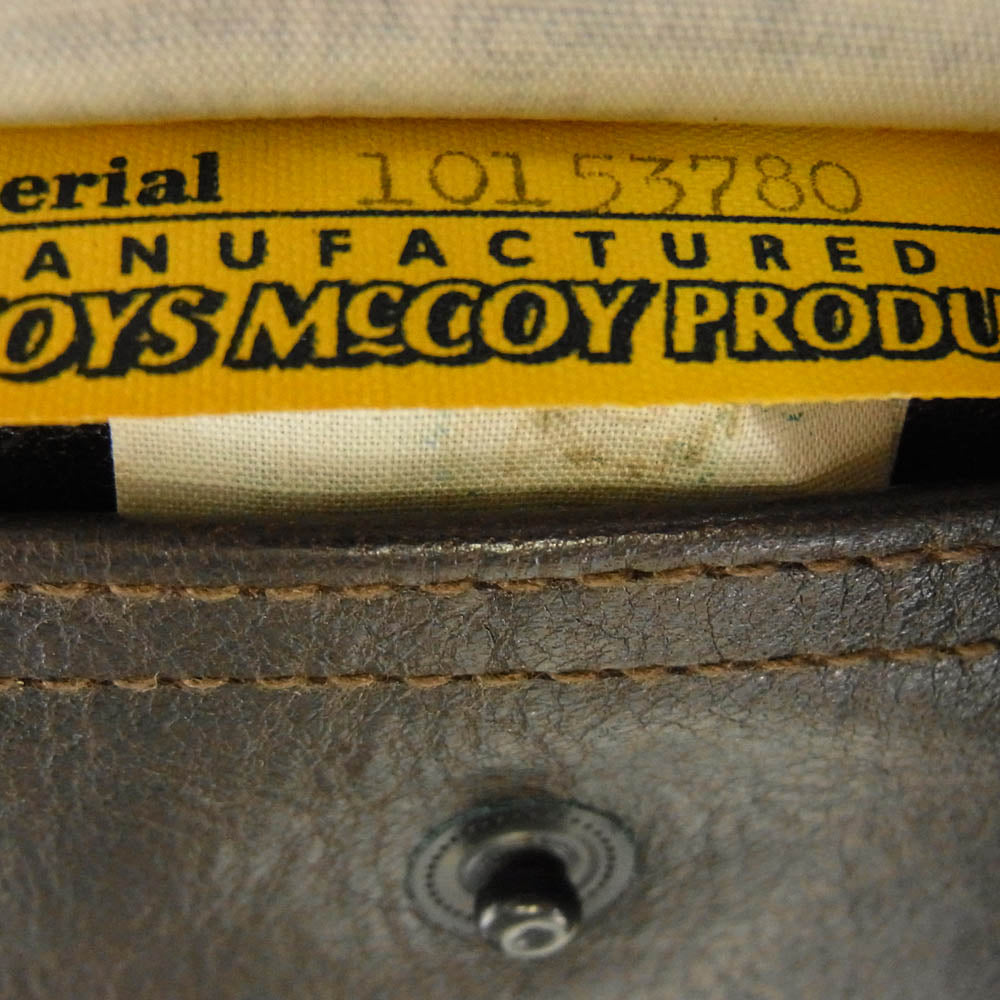 erial 10153780
ANUFACTURED
OYS McCOY PRODU